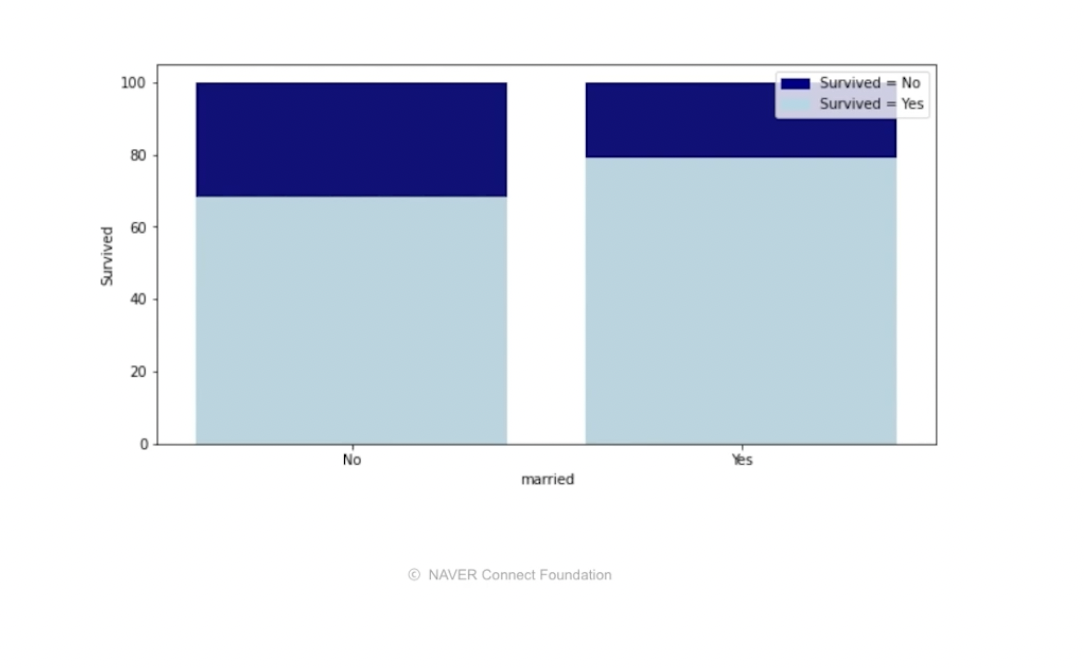 100
80
60
40
20
0
Survived
Survived = No
Survived = Yes
No
Yes
married
© NAVER Connect Foundation